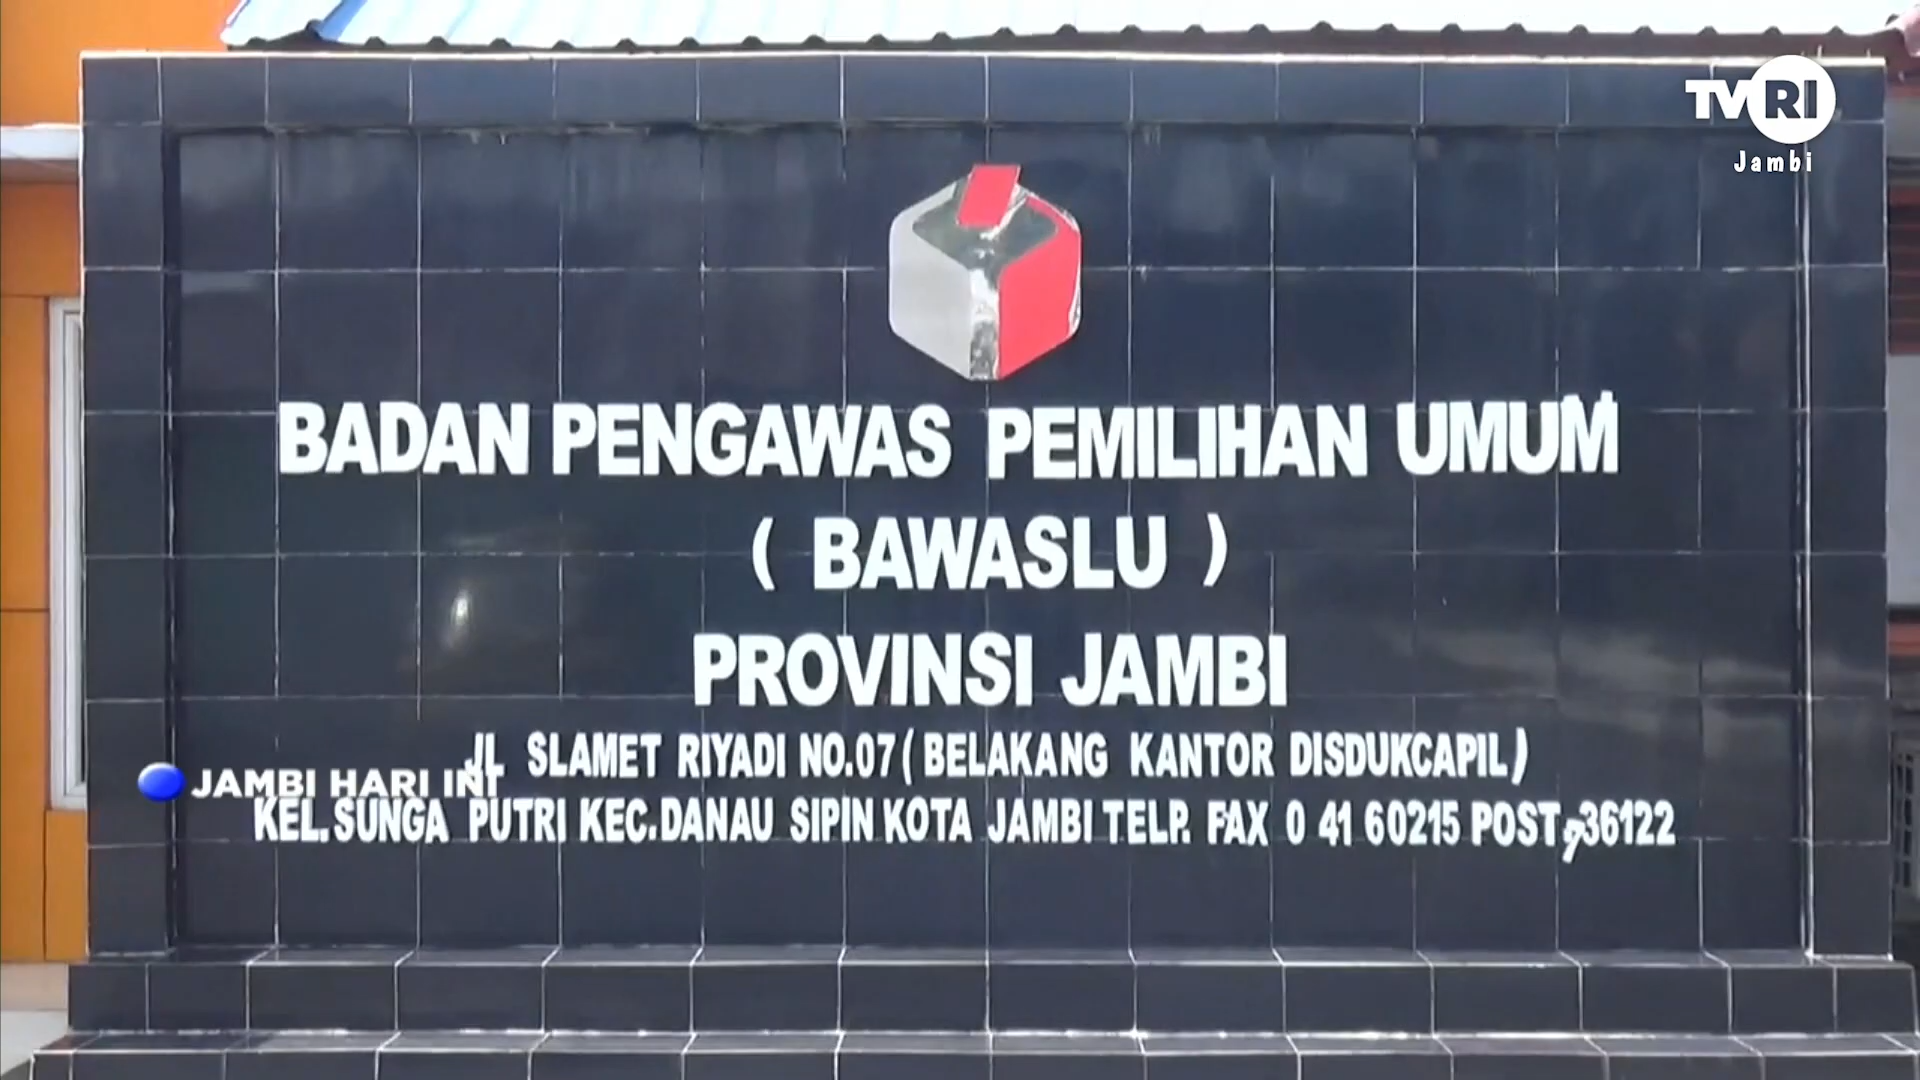 TVRI
Jambi
BADAN PENGAWAS PEMILIHAN UMUM
( BAWASLU )
PROVINSI JAMBI
JL SLAMET RIYADI NO.07 ( BELAKANG KANTOR DISDUKCAPIL )
JAMBI HARI INI
KEL. SUNGA PUTRI KEC.DANAU SIPIN KOTA JAMBI TELP. FAX 0 41 60215 POST, 36122